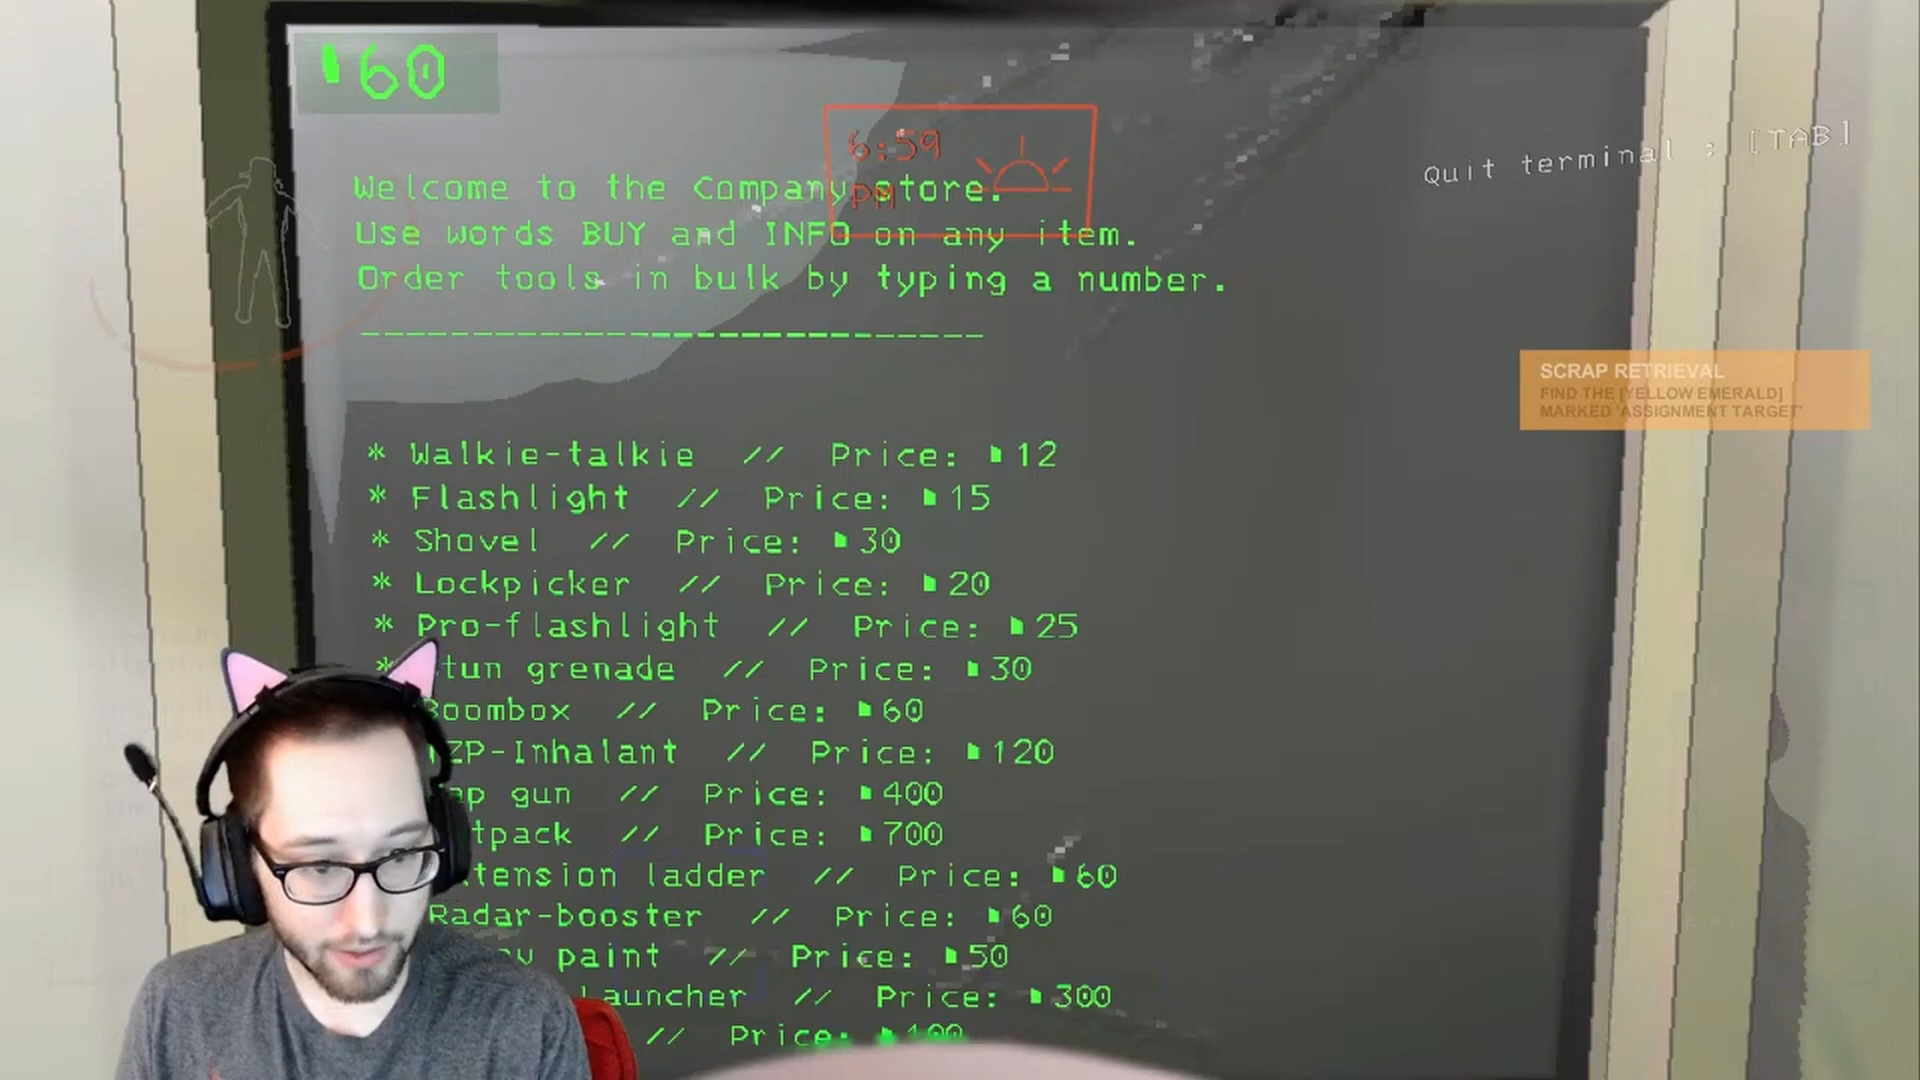 60
6:59
PM
Quit terminal : [TAB]
Welcome to the Company store.
Use words BUY and INFO on any item.
Order tools in bulk by typing a number.
SCRAP RETRIEVAL
FIND THE [YELLOW EMERALD]
MARKED 'ASSIGNMENT TARGET'
* Walkie-talkie // Price: 12
* Flashlight // Price: 15
* Shovel // Price: 30
* Lockpicker // Price: 20
* Pro-flashlight // Price: 25
* tun grenade // Price: 30
oombox // Price: 60
ZP-Inhalant // Price: 120
ap gun // Price: 400
tpack // Price: 700
tension ladder // Price: 60
Radar-booster // Price: 60
ay paint // Price: 50
Launcher // Price: 300
// Price: 100